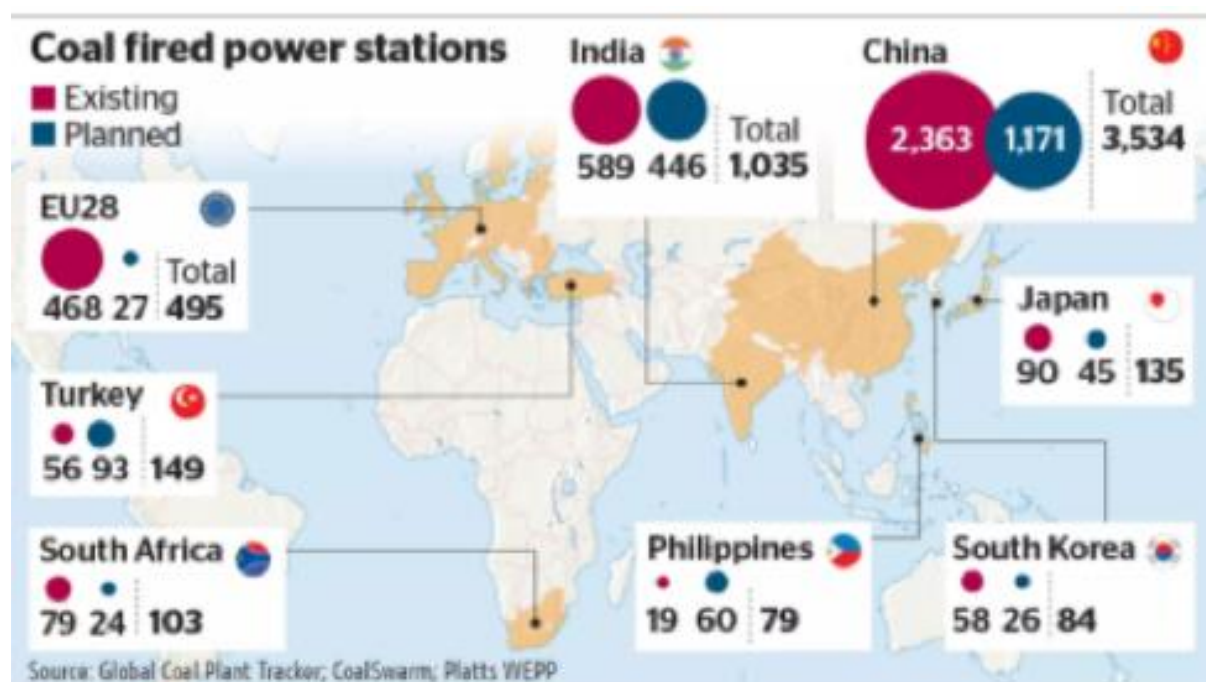 Coal fired power stations
Existing
Planned
India
589 446
Total
1,035
China
2,363 1,171
Total
3,534
EU28
468 27
Total
495
Turkey
56 93 149
South Africa
79 24 103
Japan
90 45 135
Philippines
19 60 79
South Korea
58 26 84
Source: Global Coal Plant Tracker; CoalSwarm; Platts WEPP